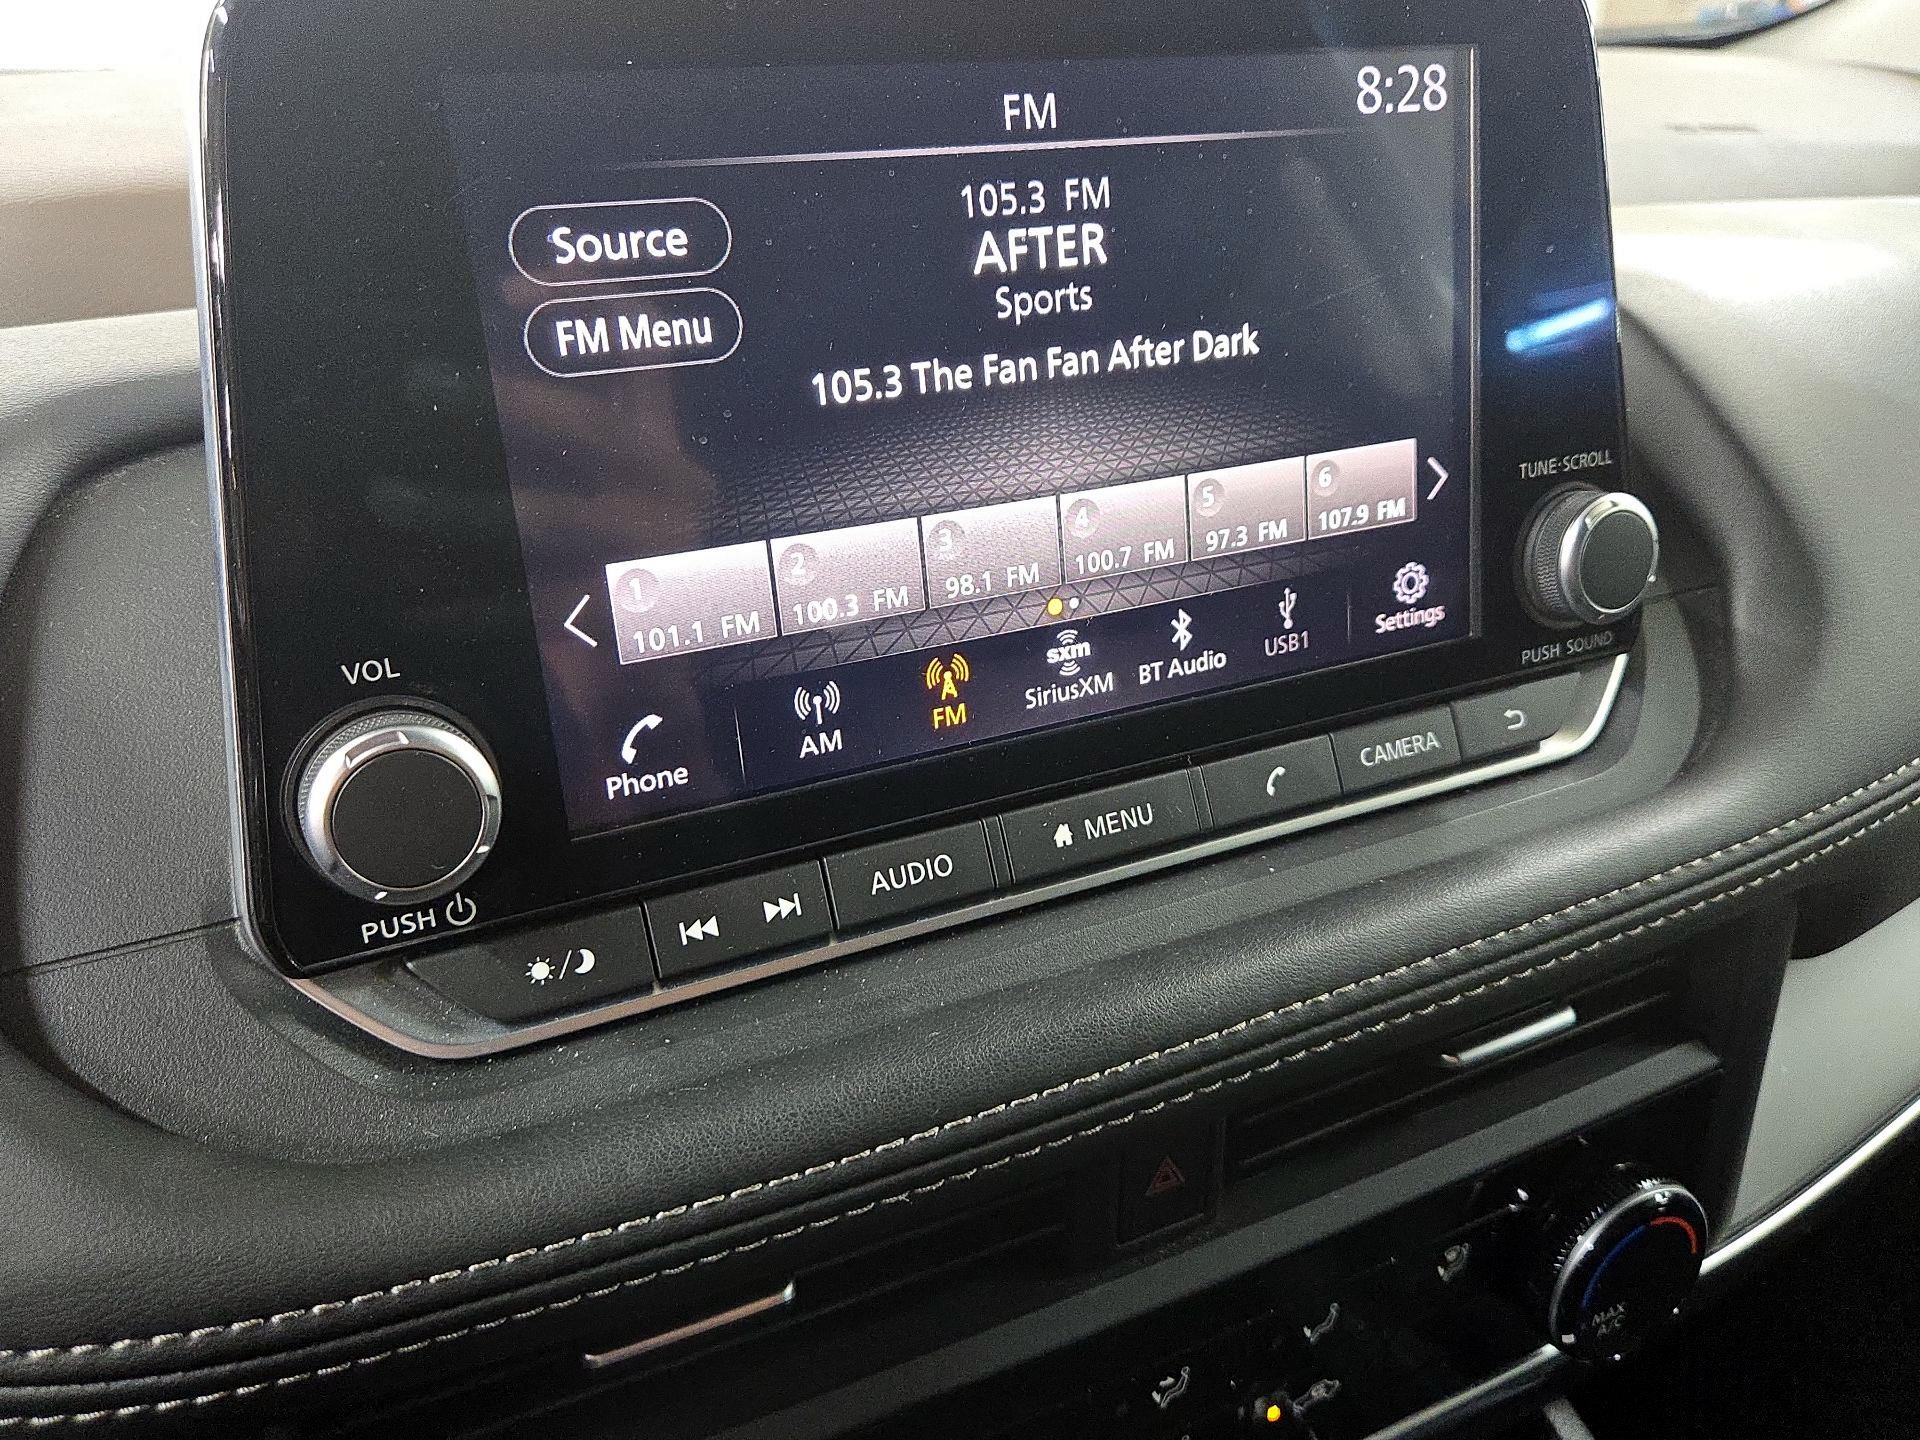 FM
8:28
105.3 FM
Source
AFTER
Sports
FM Menu
105.3 The Fan Fan After Dark
TUNE·SCROLL
1
101.1 FM
2
100.3 FM
3
98.1 FM
4
100.7 FM
5
97.3 FM
6
107.9 FM
PUSH SOUND
VOL
Phone
AM
FM
sxm
SiriusXM
BT Audio
USB1
Settings
PUSH
AUDIO
MENU
CAMERA
MAX
A/C